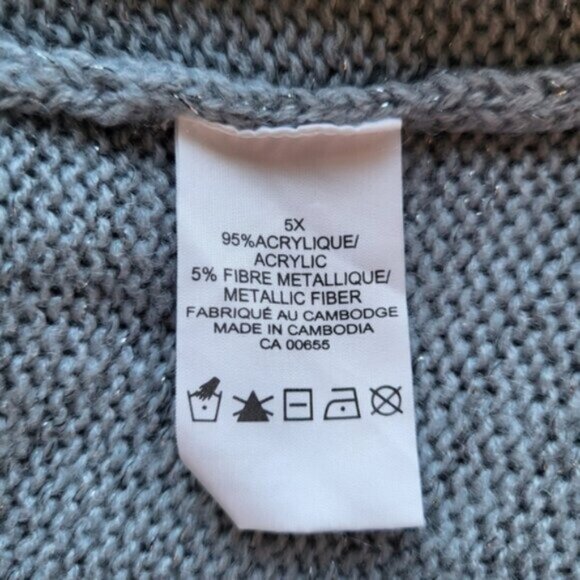 5X
95%ACRYLIQUE/
ACRYLIC
5% FIBRE METALLIQUE/
METALLIC FIBER
FABRIQUÉ AU CAMBODGE
MADE IN CAMBODIA
CA 00655